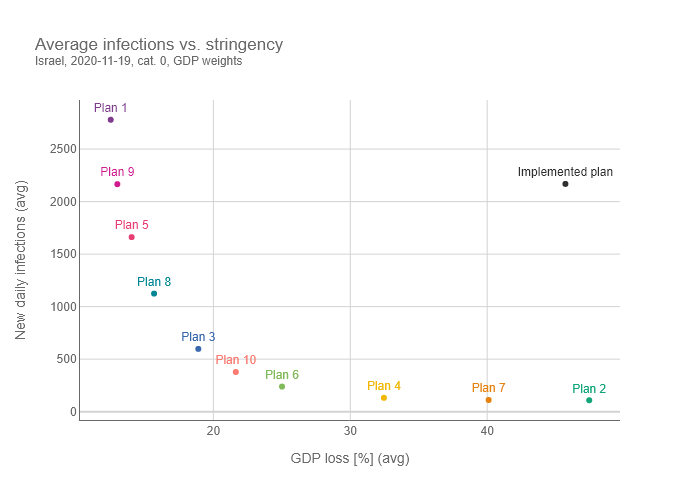 Average infections vs. stringency
Israel, 2020-11-19, cat. 0, GDP weights
Plan 1
2500
Plan 9
Implemented plan
2000
Plan 5
1500
Plan 8
1000
Plan 3
Plan 10
500
Plan 6
Plan 4
Plan 7
Plan 2
0
20
30
40
New daily infections (avg)
GDP loss [%] (avg)